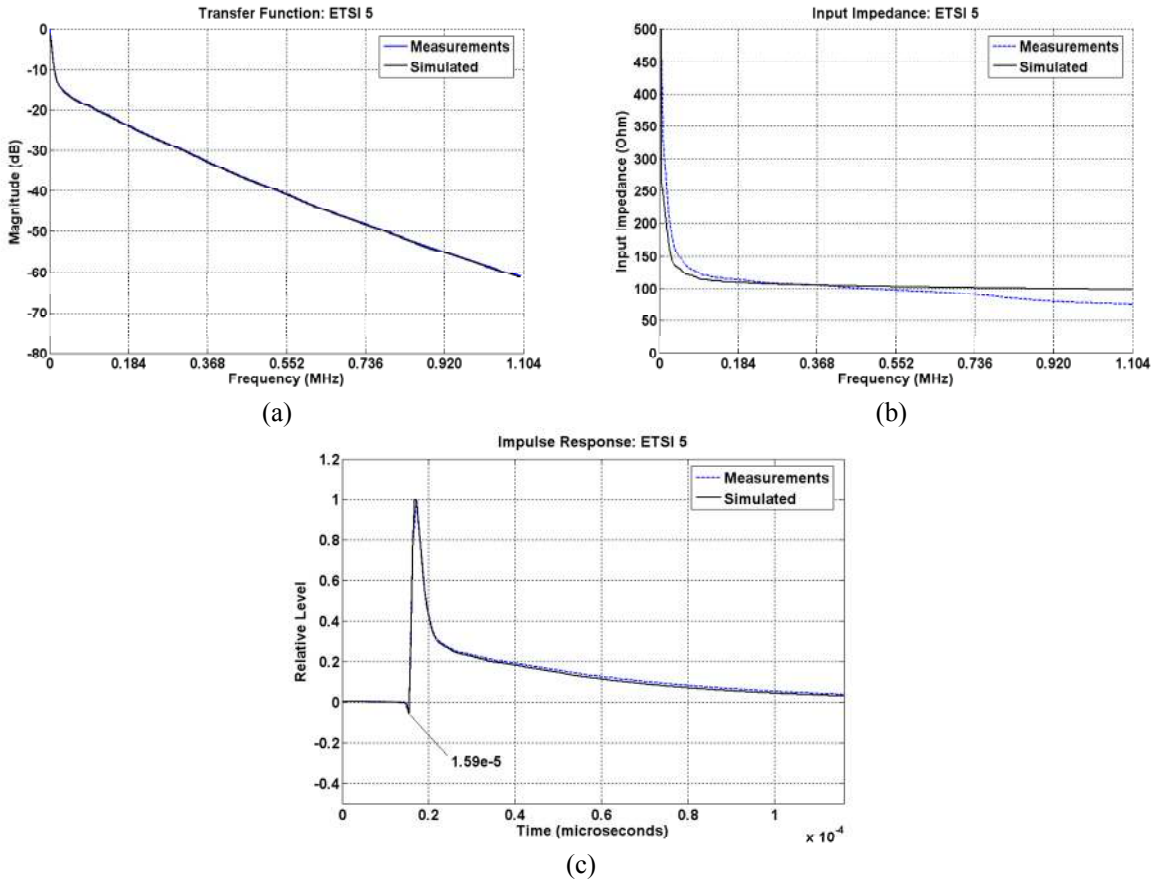 Transfer Function: ETSI 5
Measurements
Simulated
Magnitude (dB)
0
-10
-20
-30
-40
-50
-60
-70
-80
0 0.184 0.368 0.552 0.736 0.920 1.104
Frequency (MHz)
(a)
Input Impedance: ETSI 5
Measurements
Simulated
Input Impedance (Ohm)
500
450
400
350
300
250
200
150
100
50
0
0 0.184 0.368 0.552 0.736 0.920 1.104
Frequency (MHz)
(b)
Impulse Response: ETSI 5
Measurements
Simulated
Relative Level
1.2
1
0.8
0.6
0.4
0.2
0
-0.2
-0.4
1.59e-5
0 0.2 0.4 0.6 0.8 1
Time (microseconds)
x 10⁻⁴
(c)